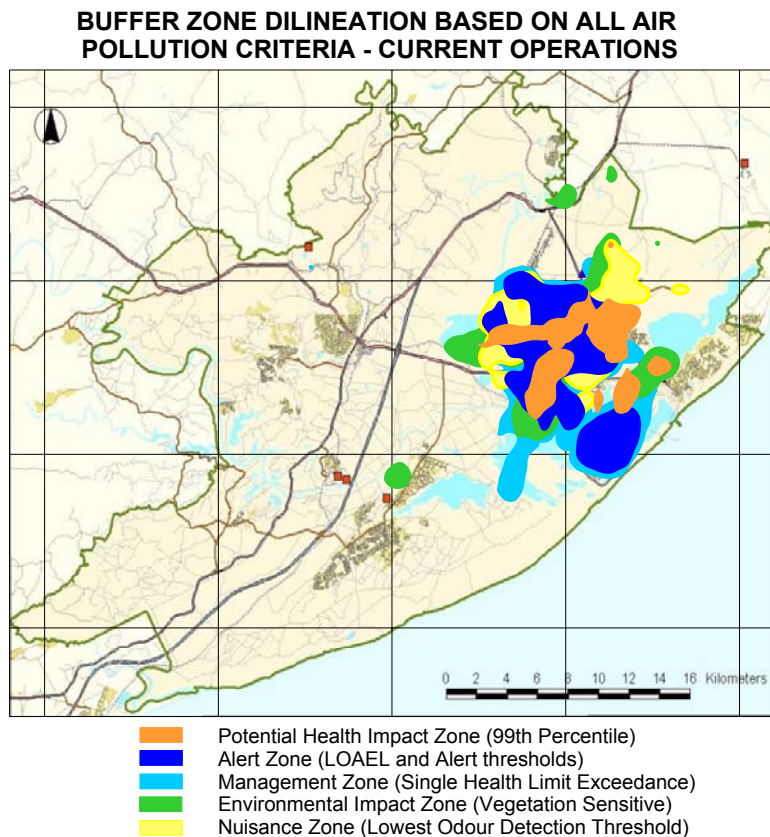 BUFFER ZONE DILINEATION BASED ON ALL AIR
POLLUTION CRITERIA - CURRENT OPERATIONS
0 2 4 6 8 10 12 14 16 Kilometers
Potential Health Impact Zone (99th Percentile)
Alert Zone (LOAEL and Alert thresholds)
Management Zone (Single Health Limit Exceedance)
Environmental Impact Zone (Vegetation Sensitive)
Nuisance Zone (Lowest Odour Detection Threshold)